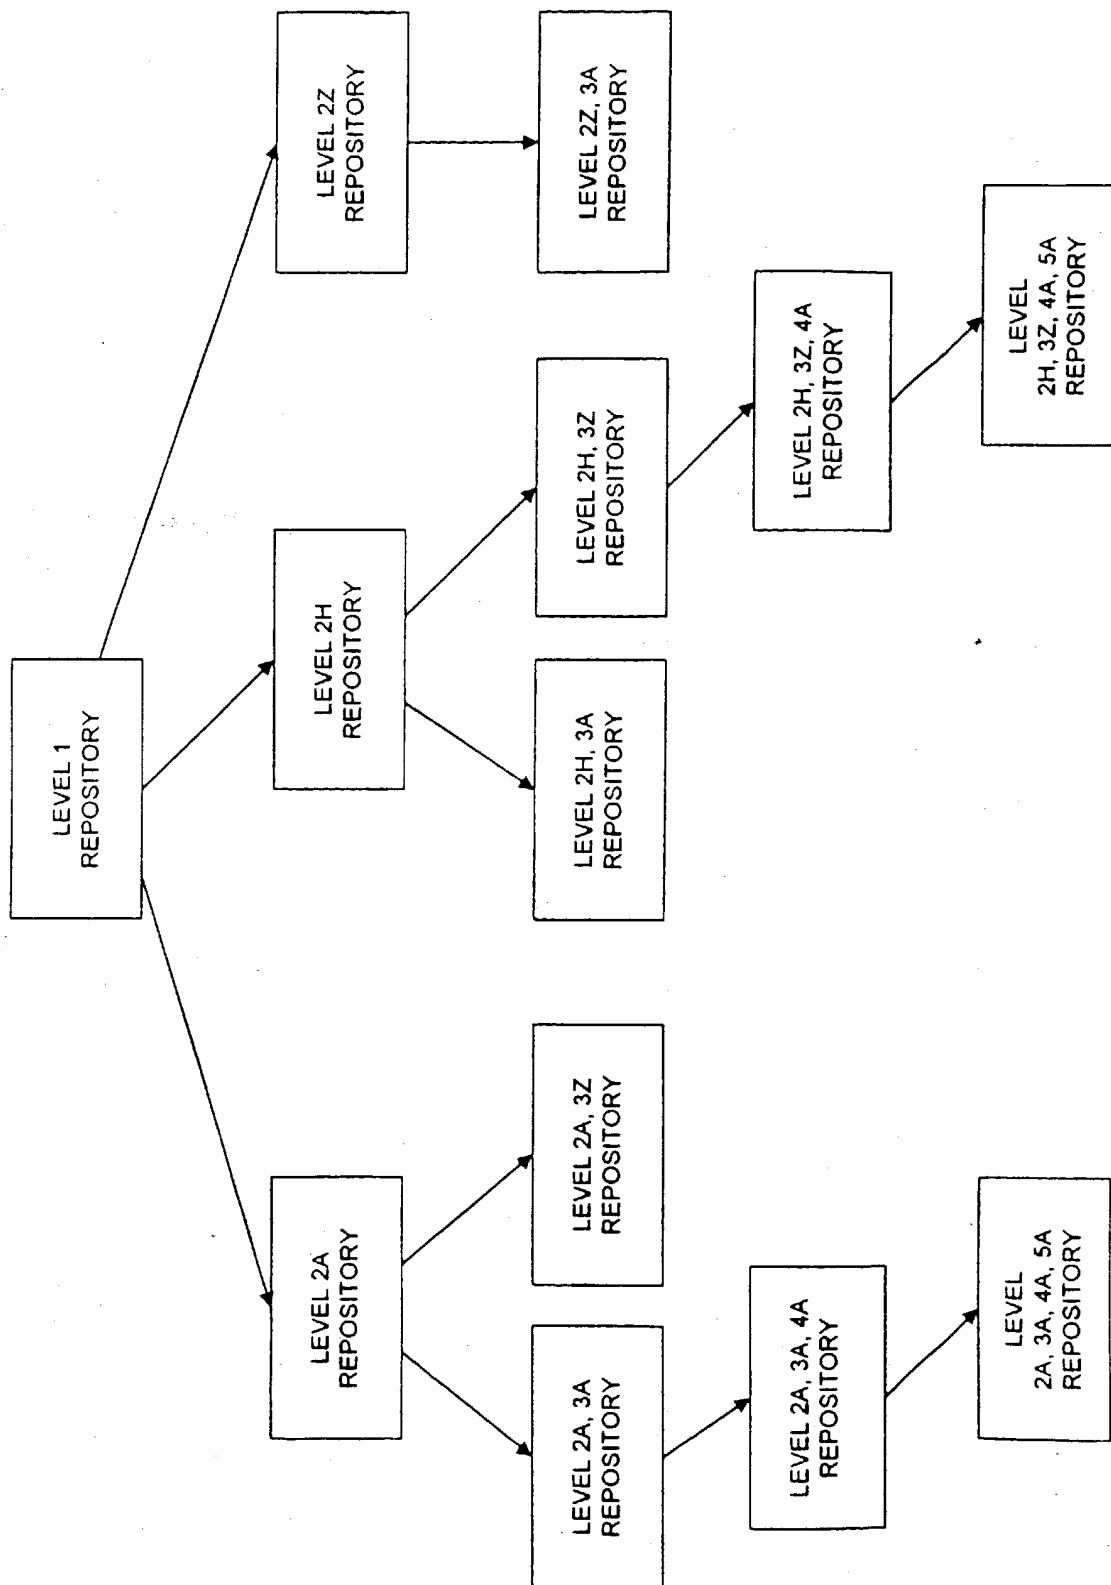 LEVEL 1
REPOSITORY
LEVEL 2A
REPOSITORY
LEVEL 2H
REPOSITORY
LEVEL 2Z
REPOSITORY
LEVEL 2A, 3A
REPOSITORY
LEVEL 2A, 3Z
REPOSITORY
LEVEL 2H, 3A
REPOSITORY
LEVEL 2H, 3Z
REPOSITORY
LEVEL 2Z, 3A
REPOSITORY
LEVEL 2A, 3A, 4A
REPOSITORY
LEVEL 2H, 3Z, 4A
REPOSITORY
LEVEL
2A, 3A, 4A, 5A
REPOSITORY
LEVEL
2H, 3Z, 4A, 5A
REPOSITORY